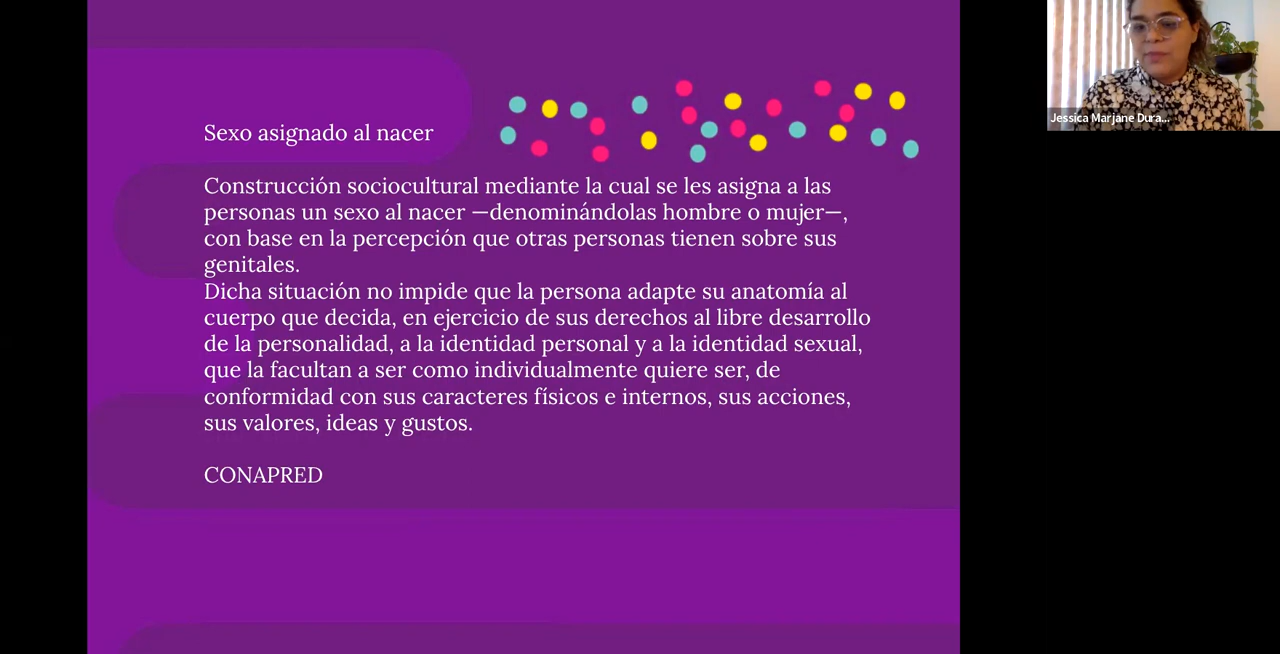 Sexo asignado al nacer
Construcción sociocultural mediante la cual se les asigna a las
personas un sexo al nacer —denominándolas hombre o mujer—,
con base en la percepción que otras personas tienen sobre sus
genitales.
Dicha situación no impide que la persona adapte su anatomía al
cuerpo que decida, en ejercicio de sus derechos al libre desarrollo
de la personalidad, a la identidad personal y a la identidad sexual,
que la facultan a ser como individualmente quiere ser, de
conformidad con sus caracteres físicos e internos, sus acciones,
sus valores, ideas y gustos.
CONAPRED
Jessica Marjane Dura...